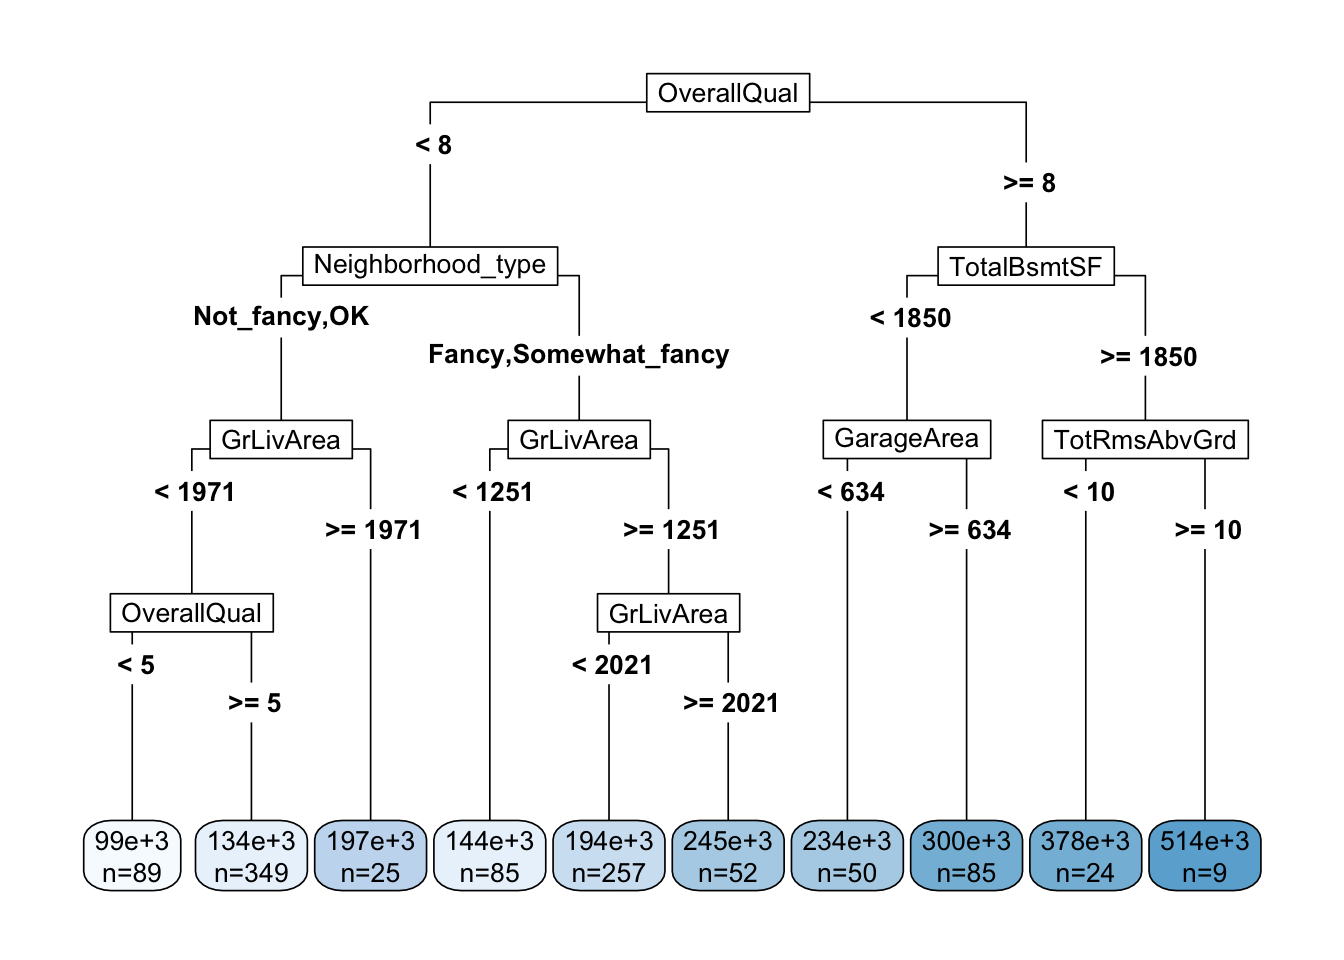 OverallQual
< 8
>= 8
Neighborhood_type
TotalBsmtSF
Not_fancy,OK
Fancy,Somewhat_fancy
< 1850
>= 1850
GrLivArea
GrLivArea
GarageArea
TotRmsAbvGrd
< 1971
>= 1971
< 1251
>= 1251
< 634
>= 634
< 10
>= 10
OverallQual
GrLivArea
< 5
>= 5
< 2021
>= 2021
99e+3
n=89
134e+3
n=349
197e+3
n=25
144e+3
n=85
194e+3
n=257
245e+3
n=52
234e+3
n=50
300e+3
n=85
378e+3
n=24
514e+3
n=9